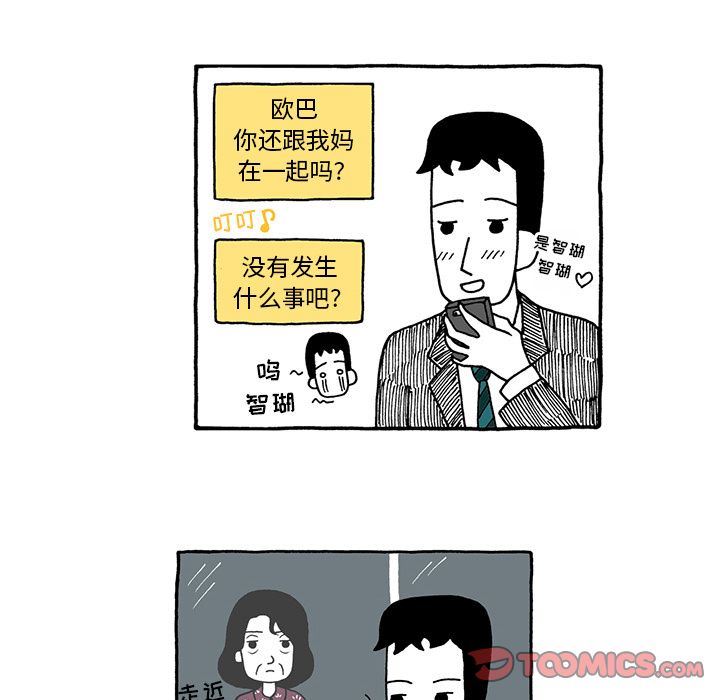 欧巴
你还跟我妈
在一起吗?
叮叮♪
没有发生
什么事吧?
是智瑚
智瑚♡
呜~
智瑚~
走近
TOOMICS.COM